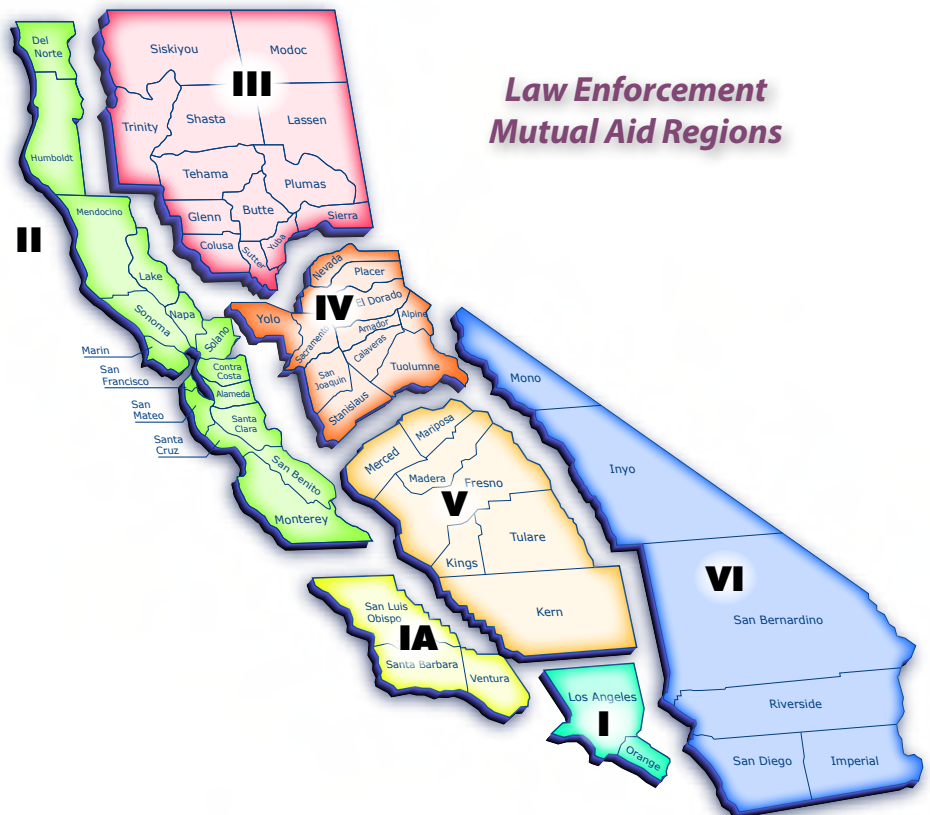 Law Enforcement
Mutual Aid Regions
Del
Norte
Humboldt
II
Mendocino
Lake
Sonoma
Napa
Solano
Marin
San
Francisco
Contra
Costa
Alameda
San
Mateo
Santa
Clara
Santa
Cruz
San Benito
Monterey
Siskiyou
Modoc
III
Trinity
Shasta
Lassen
Tehama
Plumas
Glenn
Butte
Sierra
Colusa
Sutter
Yuba
Nevada
Placer
IV
El Dorado
Yolo
Sacramento
Amador
Alpine
Calaveras
San
Joaquin
Tuolumne
Stanislaus
Mariposa
Merced
Madera
Fresno
V
Tulare
Kings
Kern
Mono
Inyo
VI
San Bernardino
Riverside
San Diego
Imperial
San Luis
Obispo
IA
Santa Barbara
Ventura
Los Angeles
I
Orange